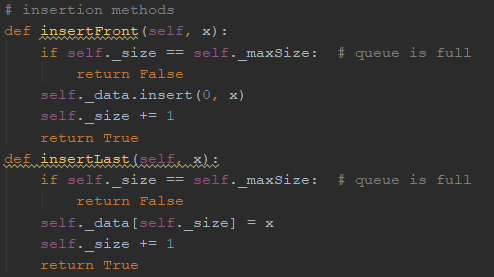 # insertion methods
def insertFront(self, x):
    if self._size == self._maxSize:  # queue is full
        return False
    self._data.insert(0, x)
    self._size += 1
    return True
def insertLast(self, x):
    if self._size == self._maxSize:  # queue is full
        return False
    self._data[self._size] = x
    self._size += 1
    return True